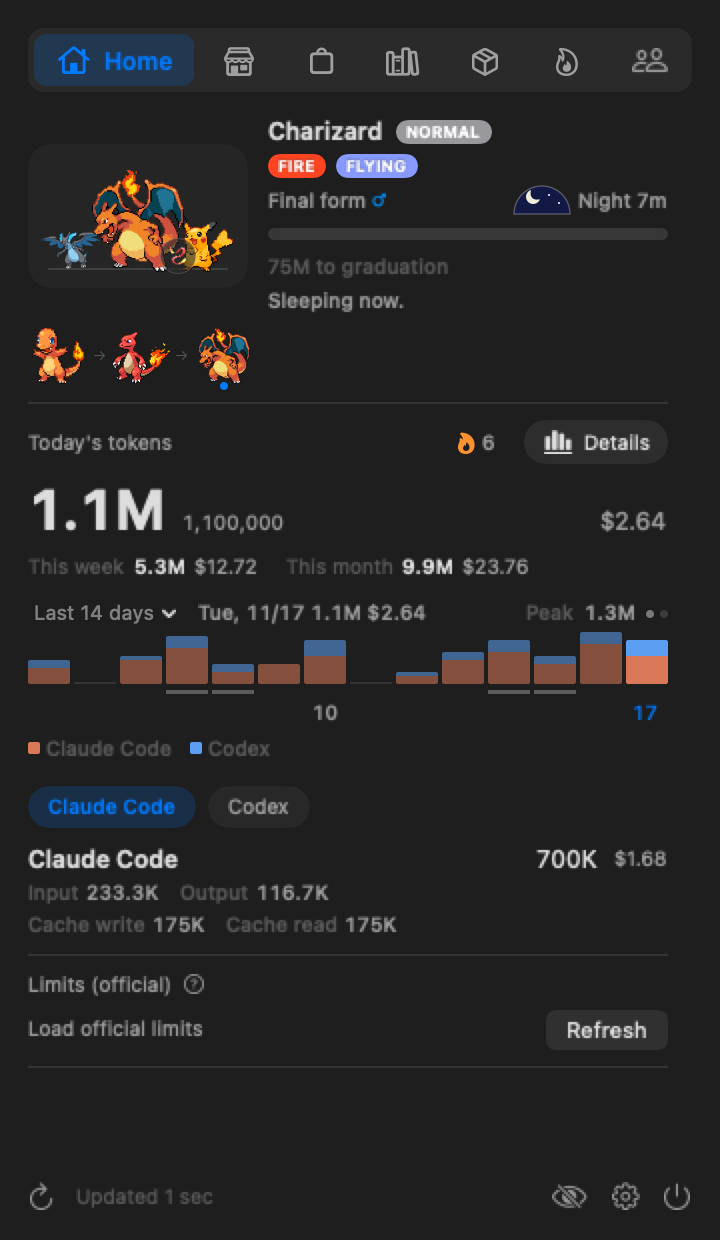 Home
Charizard NORMAL
FIRE FLYING
Final form ♂ Night 7m
75M to graduation
Sleeping now.
Today's tokens 6 Details
1.1M 1,100,000 $2.64
This week 5.3M $12.72 This month 9.9M $23.76
Last 14 days Tue, 11/17 1.1M $2.64 Peak 1.3M
10 17
Claude Code Codex
Claude Code Codex
Claude Code 700K $1.68
Input 233.3K Output 116.7K
Cache write 175K Cache read 175K
Limits (official) ?
Load official limits Refresh
Updated 1 sec